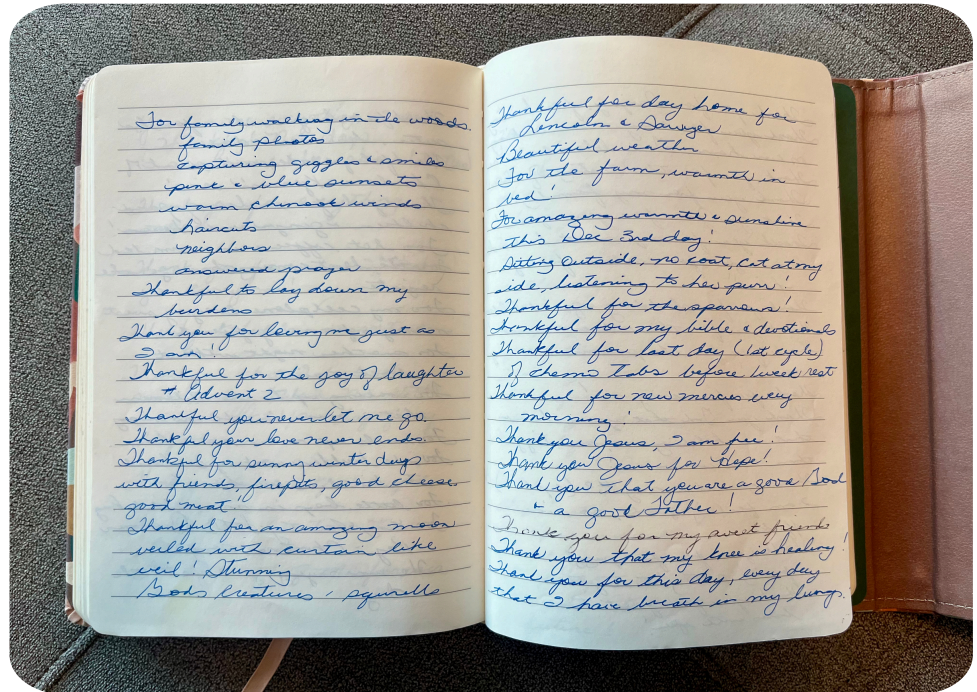 For family walking in the woods.
family photos
capturing giggles & smiles
pink & blue sunsets
warm chinook winds
haircuts
neighbors
answered prayer
Thankful to lay down my
burdens
Thank you for loving me just as
I am!
Thankful for the joy of laughter
# Advent 2
Thankful you never let me go.
Thankful your love never ends.
Thankful for sunny winter days
with friends, firepits, good cheese,
good meat.
Thankful for an amazing moon
veiled with curtain like
veil! Stunning
Gods creatures - squirrells
Thankful for day home for
Lincoln & Sawyer
Beautiful weather
For the farm, warmth in
bed!
For amazing warmth & sunshine
this Dec 3rd day!
Sitting outside, no coat, cat at my
side, listening to her purr!
Thankful for the sparrows!
Thankful for my bible & devotionals
Thankful for last day (1st cycle)
of chemo tabs before 1 week rest
Thankful for new mercies every
morning!
Thank you Jesus, I am free!
Thank you Jesus for Hope!
Thank you that you are a good God
& a good Father!
Thank you for my sweet friends
Thank you that my knee is healing!
Thank you for this day, every day
that I have breath in my lungs.